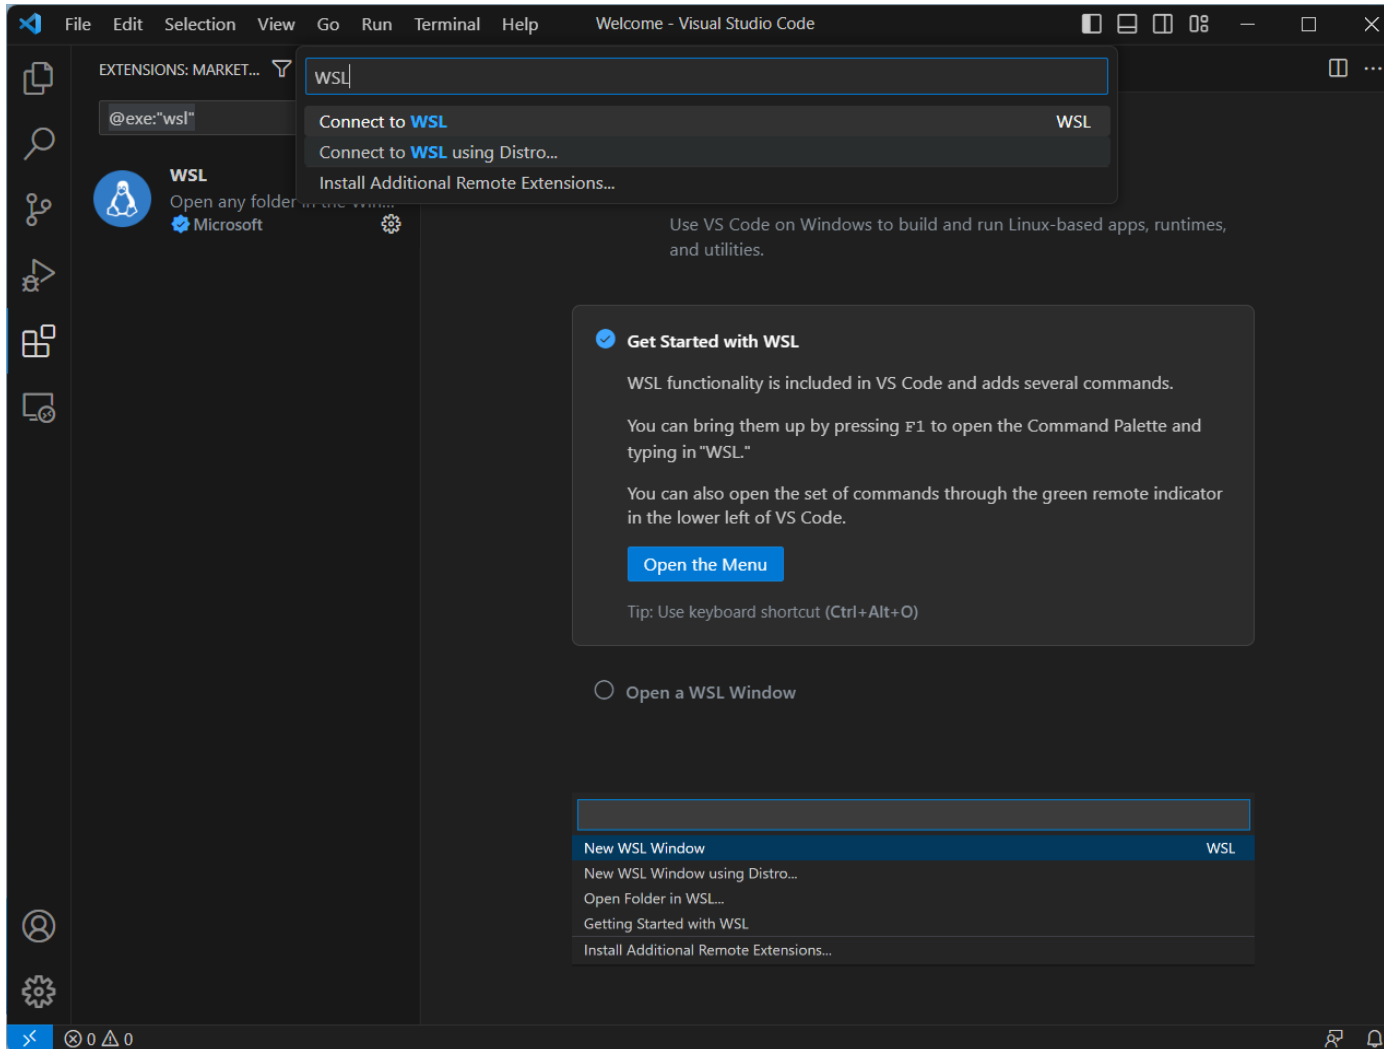 File Edit Selection View Go Run Terminal Help Welcome - Visual Studio Code
EXTENSIONS: MARKET...
WSL
@exe:"wsl"
Connect to WSL WSL
Connect to WSL using Distro...
Install Additional Remote Extensions...
WSL
Open any folder in the Win...
Microsoft
Use VS Code on Windows to build and run Linux-based apps, runtimes,
and utilities.
Get Started with WSL
WSL functionality is included in VS Code and adds several commands.
You can bring them up by pressing F1 to open the Command Palette and
typing in "WSL."
You can also open the set of commands through the green remote indicator
in the lower left of VS Code.
Open the Menu
Tip: Use keyboard shortcut (Ctrl+Alt+O)
Open a WSL Window
New WSL Window WSL
New WSL Window using Distro...
Open Folder in WSL...
Getting Started with WSL
Install Additional Remote Extensions...
0 0